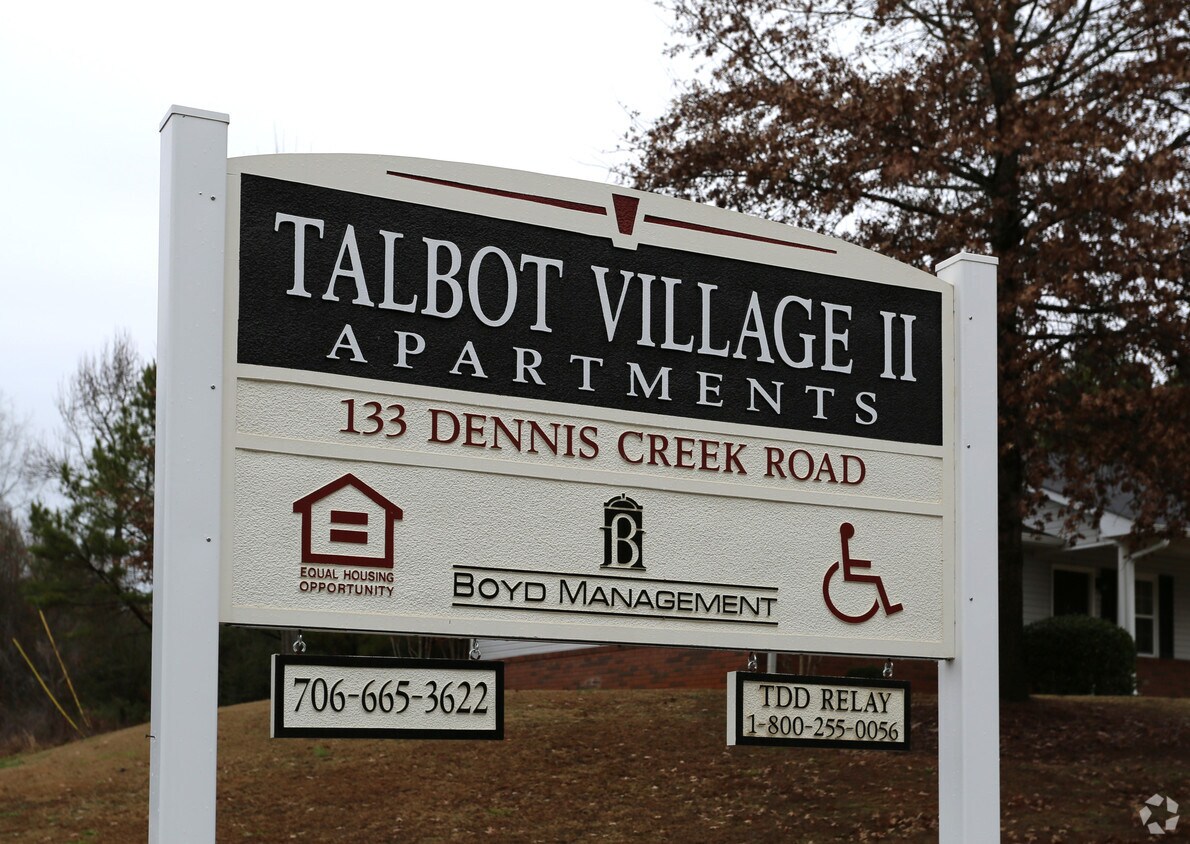 TALBOT VILLAGE II
APARTMENTS
133 DENNIS CREEK ROAD
B
EQUAL HOUSING
OPPORTUNITY
BOYD MANAGEMENT
706-665-3622
TDD RELAY
1-800-255-0056